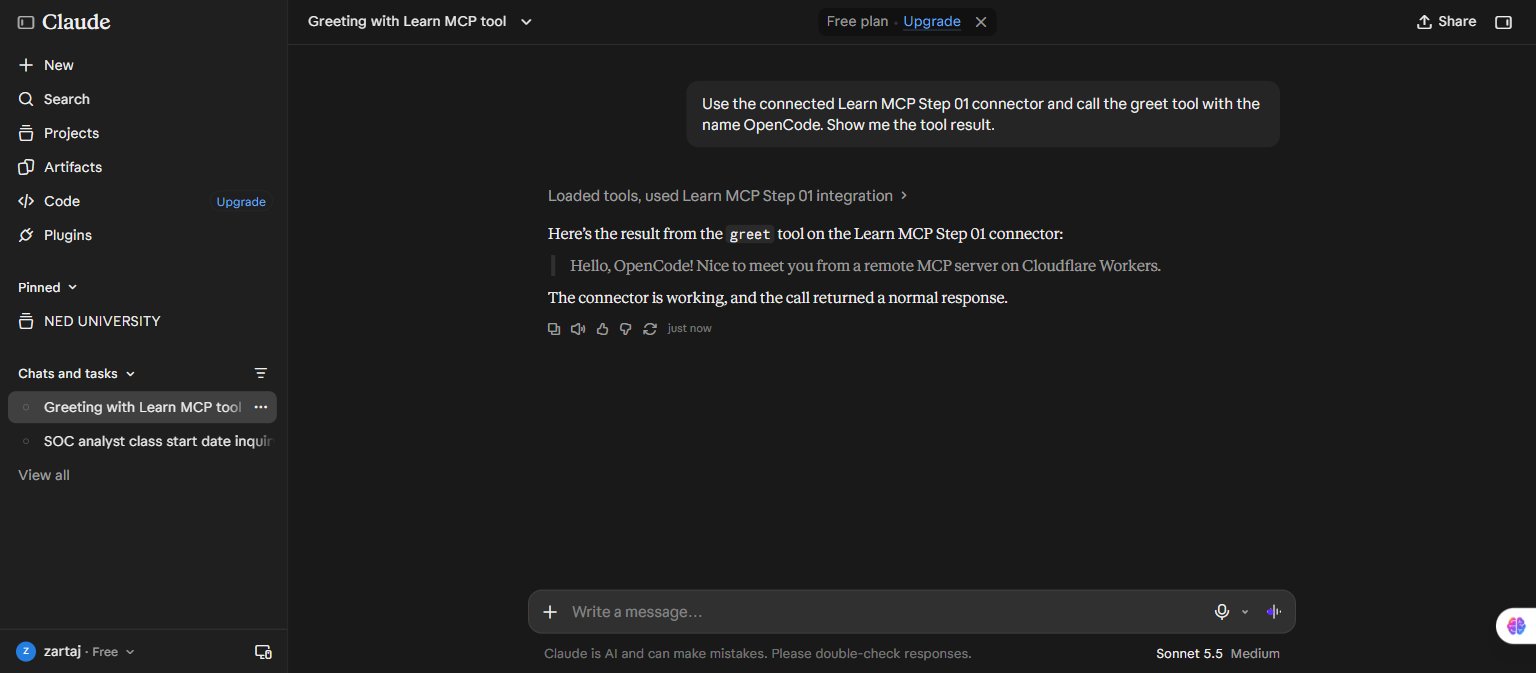 Claude
New
Search
Projects
Artifacts
Code Upgrade
Plugins
Pinned
NED UNIVERSITY
Chats and tasks
Greeting with Learn MCP tool
SOC analyst class start date inquir
View all
zartaj · Free
Greeting with Learn MCP tool
Free plan · Upgrade
Share
Use the connected Learn MCP Step 01 connector and call the greet tool with the
name OpenCode. Show me the tool result.
Loaded tools, used Learn MCP Step 01 integration
Here’s the result from the greet tool on the Learn MCP Step 01 connector:
Hello, OpenCode! Nice to meet you from a remote MCP server on Cloudflare Workers.
The connector is working, and the call returned a normal response.
just now
Write a message...
Claude is AI and can make mistakes. Please double-check responses.
Sonnet 5.5 Medium